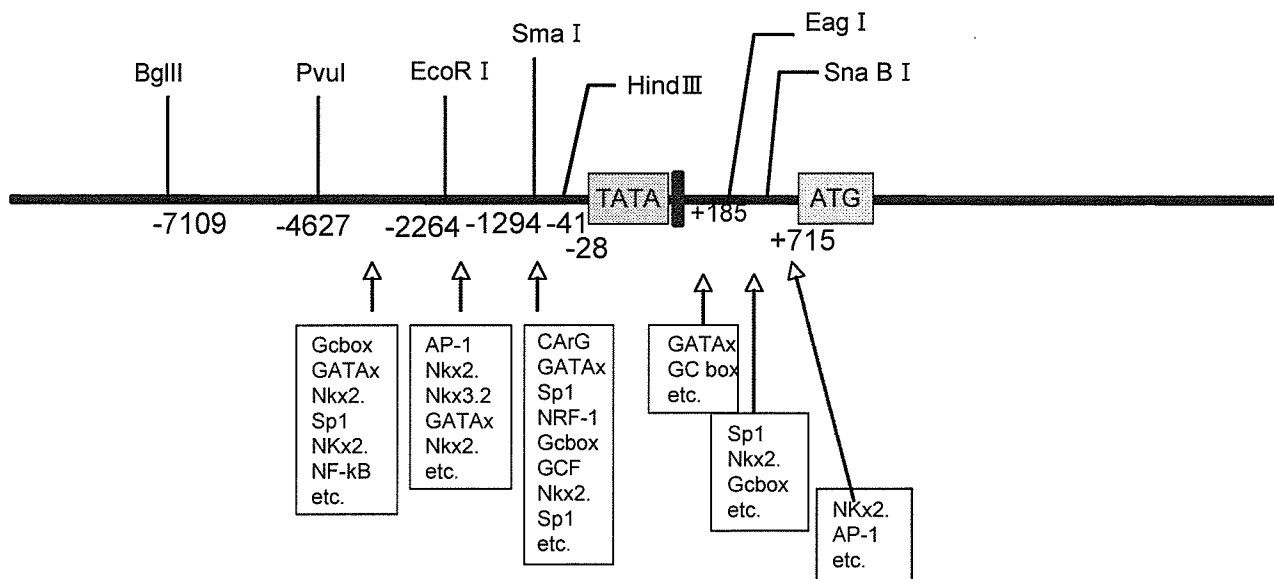 Eag I
Sma I
Sna B I
BglII
PvuI
EcoR I
HindⅢ
TATA
ATG
-7109
-4627
-2264
-1294
-41
-28
+185
+715
Gcbox
GATAx
Nkx2.
Sp1
NKx2.
NF-kB
etc.
AP-1
Nkx2.
Nkx3.2
GATAx
Nkx2.
etc.
CArG
GATAx
Sp1
NRF-1
Gcbox
GCF
Nkx2.
Sp1
etc.
GATAx
GC box
etc.
Sp1
Nkx2.
Gcbox
etc.
NKx2.
AP-1
etc.